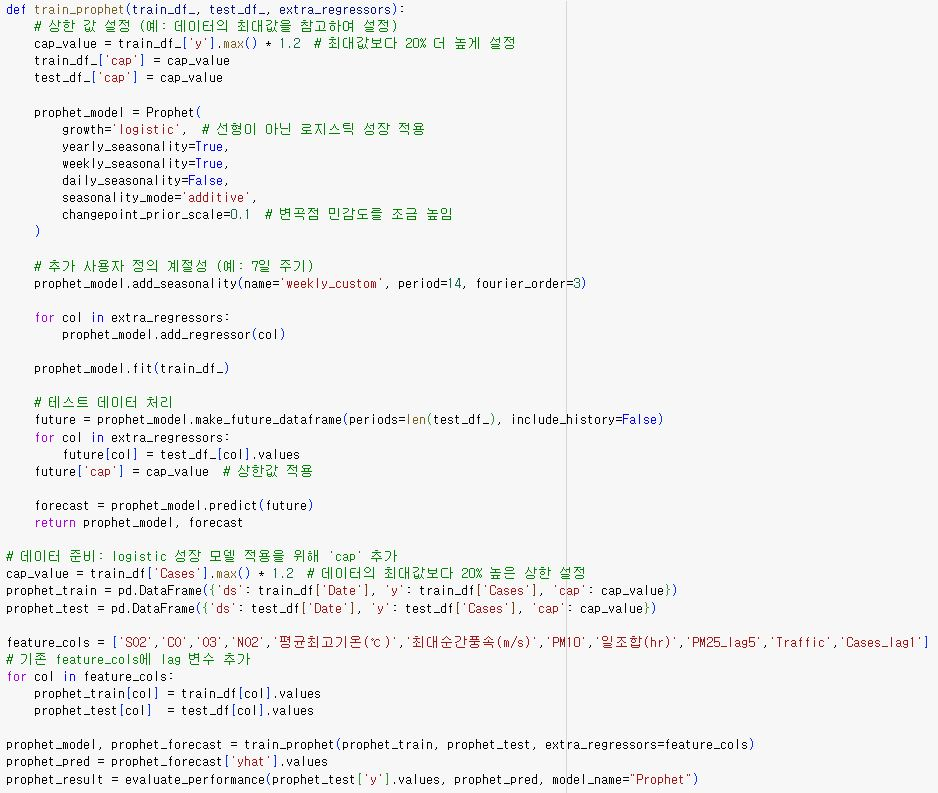 def train_prophet(train_df_, test_df_, extra_regressors):
    # 상한 값 설정 (예: 데이터의 최대값을 참고하여 설정)
    cap_value = train_df_['y'].max() * 1.2  # 최대값보다 20% 더 높게 설정
    train_df_['cap'] = cap_value
    test_df_['cap'] = cap_value

    prophet_model = Prophet(
        growth='logistic',  # 선형이 아닌 로지스틱 성장 적용
        yearly_seasonality=True,
        weekly_seasonality=True,
        daily_seasonality=False,
        seasonality_mode='additive',
        changepoint_prior_scale=0.1  # 변곡점 민감도를 조금 높임
    )

    # 추가 사용자 정의 계절성 (예: 7일 주기)
    prophet_model.add_seasonality(name='weekly_custom', period=14, fourier_order=3)

    for col in extra_regressors:
        prophet_model.add_regressor(col)

    prophet_model.fit(train_df_)

    # 테스트 데이터 처리
    future = prophet_model.make_future_dataframe(periods=len(test_df_), include_history=False)
    for col in extra_regressors:
        future[col] = test_df_[col].values
    future['cap'] = cap_value  # 상한값 적용

    forecast = prophet_model.predict(future)
    return prophet_model, forecast

# 데이터 준비: logistic 성장 모델 적용을 위해 'cap' 추가
cap_value = train_df['Cases'].max() * 1.2  # 데이터의 최대값보다 20% 높은 상한 설정
prophet_train = pd.DataFrame({'ds': train_df['Date'], 'y': train_df['Cases'], 'cap': cap_value})
prophet_test = pd.DataFrame({'ds': test_df['Date'], 'y': test_df['Cases'], 'cap': cap_value})

feature_cols = ['SO2','CO','O3','NO2','평균최고기온(℃)','최대순간풍속(m/s)','PM10','일조합(hr)','PM25_lag5','Traffic','Cases_lag1']
# 기존 feature_cols에 lag 변수 추가
for col in feature_cols:
    prophet_train[col] = train_df[col].values
    prophet_test[col]  = test_df[col].values

prophet_model, prophet_forecast = train_prophet(prophet_train, prophet_test, extra_regressors=feature_cols)
prophet_pred = prophet_forecast['yhat'].values
prophet_result = evaluate_performance(prophet_test['y'].values, prophet_pred, model_name="Prophet")